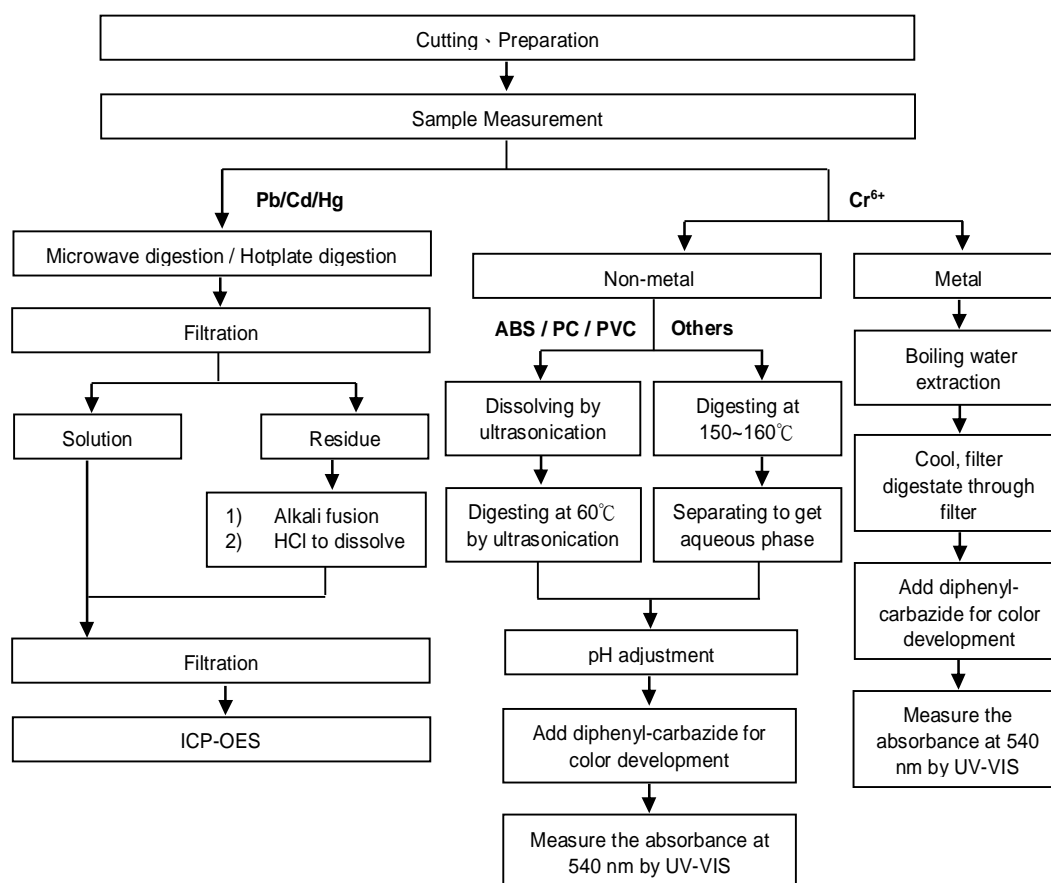 Cutting、Preparation
Sample Measurement
Pb/Cd/Hg
Microwave digestion / Hotplate digestion
Filtration
Solution
Residue
1) Alkali fusion
2) HCl to dissolve
Filtration
ICP-OES
Cr⁶⁺
Non-metal
ABS / PC / PVC
Others
Dissolving by
ultrasonication
Digesting at 60℃
by ultrasonication
Digesting at
150~160℃
Separating to get
aqueous phase
pH adjustment
Add diphenyl-carbazide for
color development
Measure the absorbance at
540 nm by UV-VIS
Metal
Boiling water
extraction
Cool, filter
digestate through
filter
Add diphenyl-
carbazide for color
development
Measure the
absorbance at 540
nm by UV-VIS